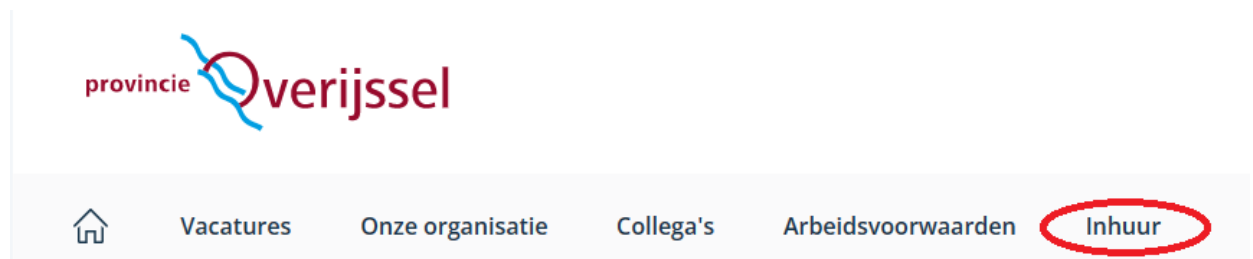 provincie Overijssel
Vacatures Onze organisatie Collega's Arbeidsvoorwaarden Inhuur